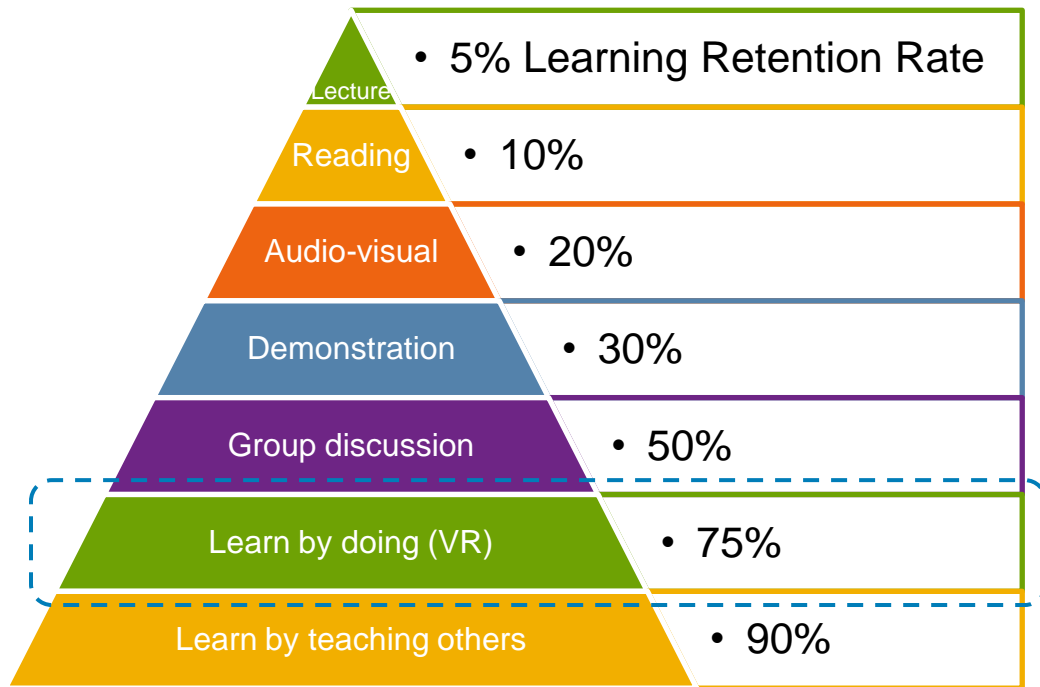 Lecture • 5% Learning Retention Rate
Reading • 10%
Audio-visual • 20%
Demonstration • 30%
Group discussion • 50%
Learn by doing (VR) • 75%
Learn by teaching others • 90%